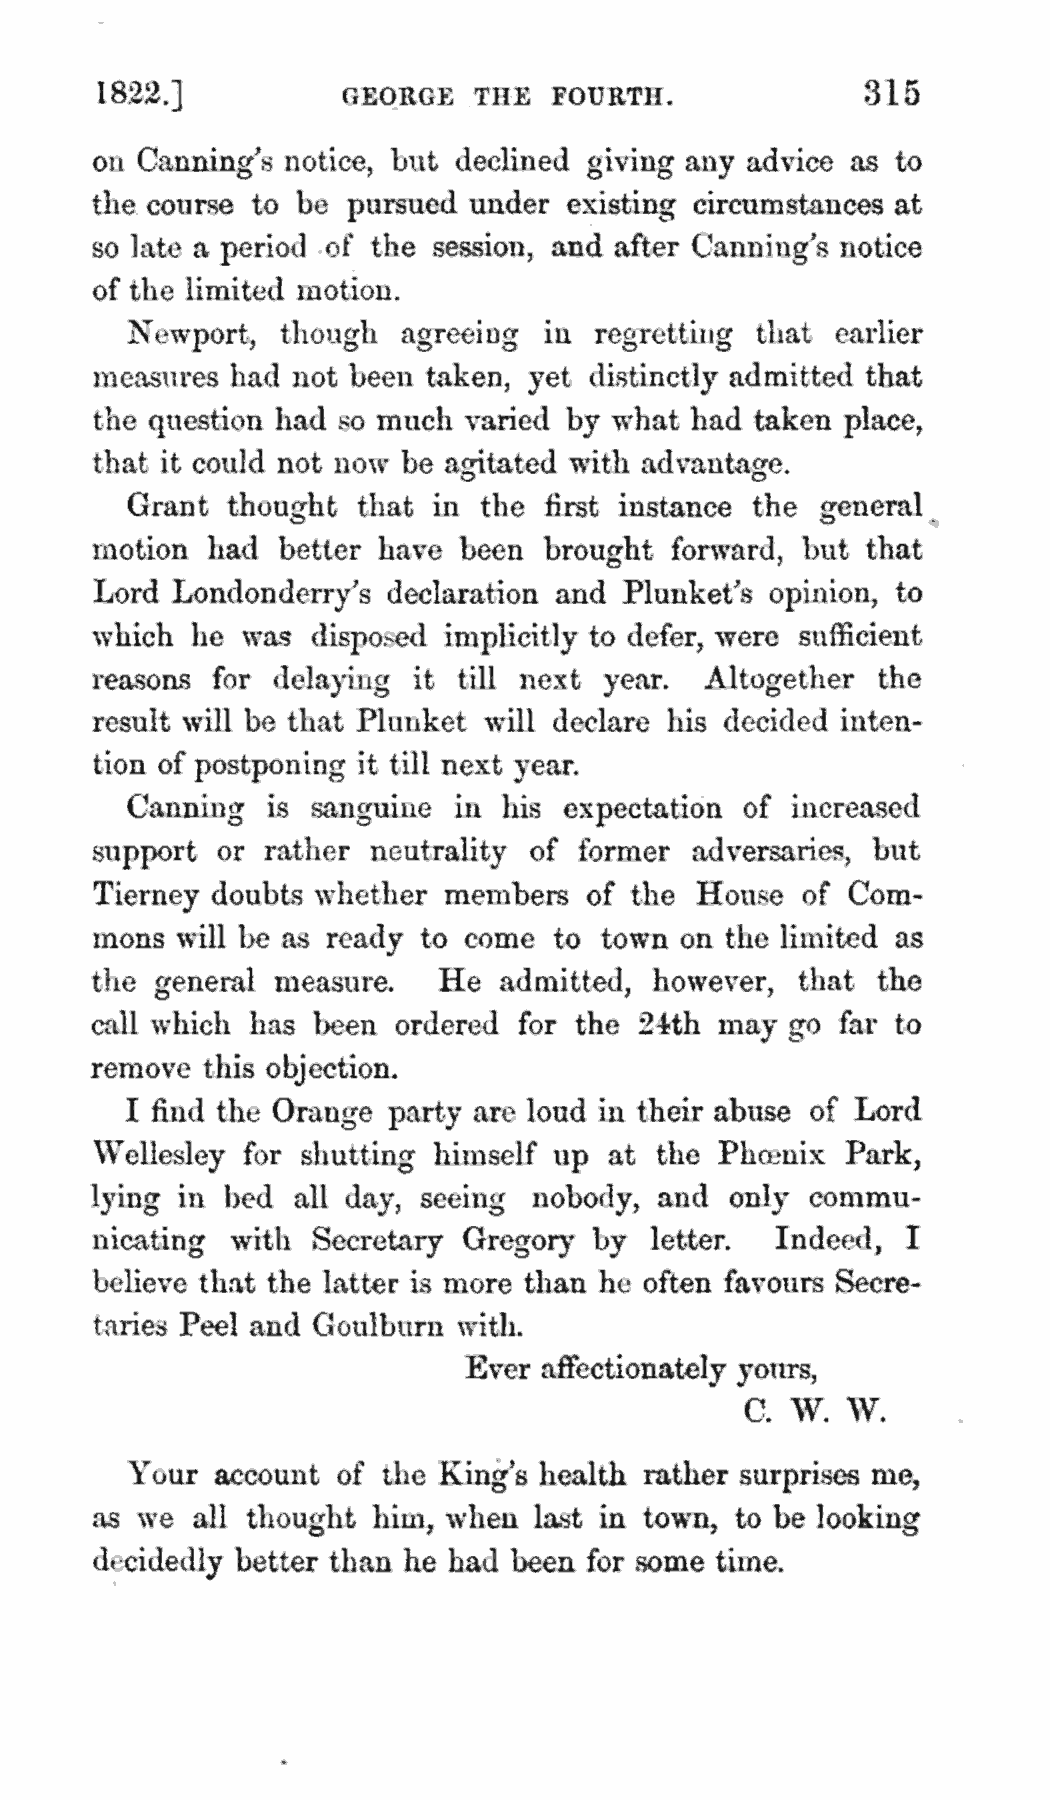 1822.] GEORGE THE FOURTH. 315
on Canning's notice, but declined giving any advice as to
the course to be pursued under existing circumstances at
so late a period of the session, and after Canning's notice
of the limited motion.
Newport, though agreeing in regretting that earlier
measures had not been taken, yet distinctly admitted that
the question had so much varied by what had taken place,
that it could not now be agitated with advantage.
Grant thought that in the first instance the general
motion had better have been brought forward, but that
Lord Londonderry's declaration and Plunket's opinion, to
which he was disposed implicitly to defer, were sufficient
reasons for delaying it till next year. Altogether the
result will be that Plunket will declare his decided inten-
tion of postponing it till next year.
Canning is sanguine in his expectation of increased
support or rather neutrality of former adversaries, but
Tierney doubts whether members of the House of Com-
mons will be as ready to come to town on the limited as
the general measure. He admitted, however, that the
call which has been ordered for the 24th may go far to
remove this objection.
I find the Orange party are loud in their abuse of Lord
Wellesley for shutting himself up at the Phœnix Park,
lying in bed all day, seeing nobody, and only commu-
nicating with Secretary Gregory by letter. Indeed, I
believe that the latter is more than he often favours Secre-
taries Peel and Goulburn with.
Ever affectionately yours,
C. W. W.
Your account of the King's health rather surprises me,
as we all thought him, when last in town, to be looking
decidedly better than he had been for some time.